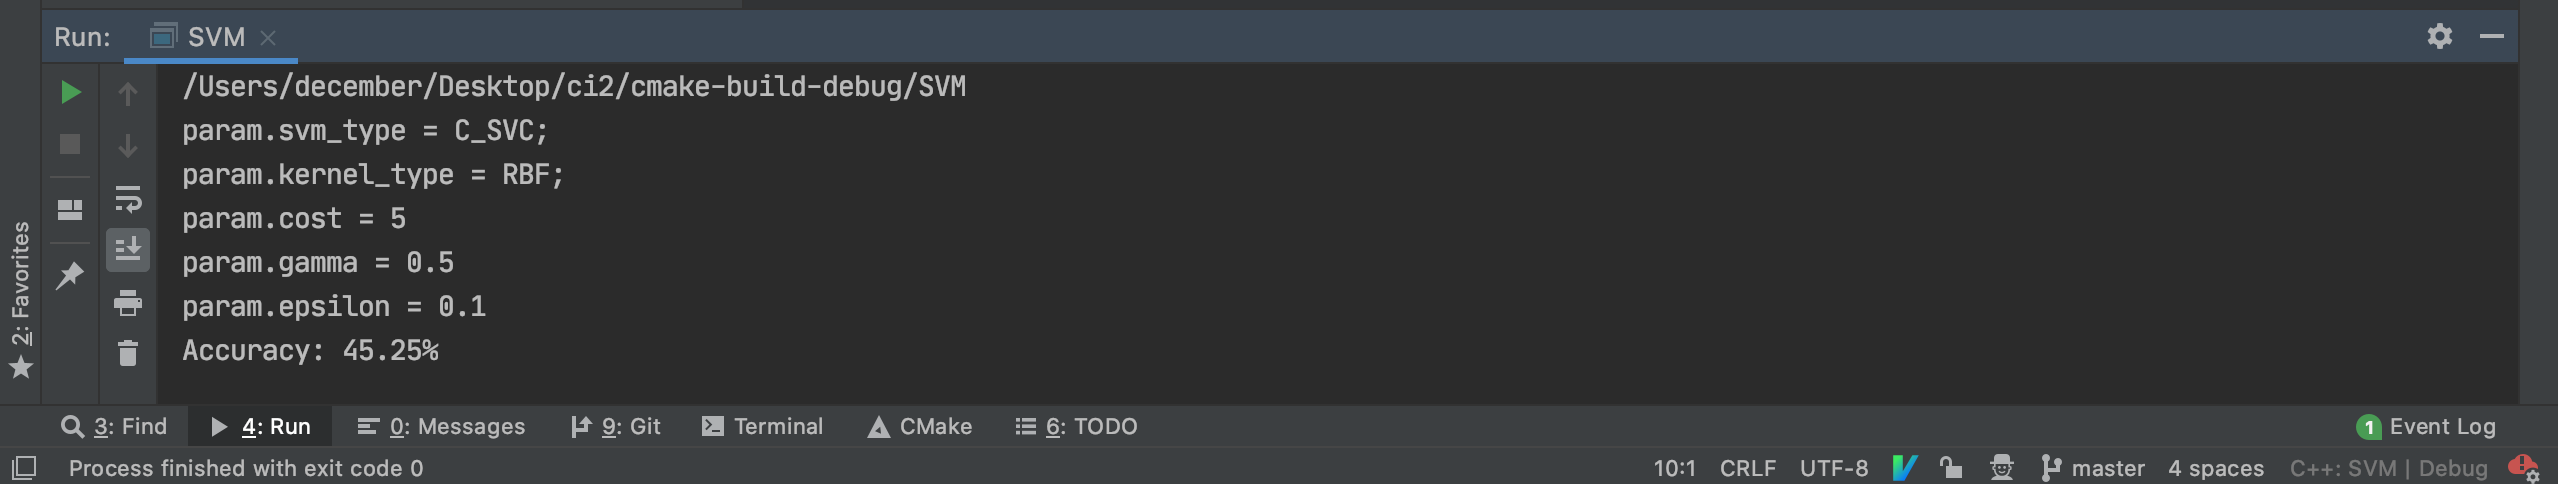 Run: SVM
/Users/december/Desktop/ci2/cmake-build-debug/SVM
param.svm_type = C_SVC;
param.kernel_type = RBF;
param.cost = 5
param.gamma = 0.5
param.epsilon = 0.1
Accuracy: 45.25%
2: Favorites
3: Find 4: Run 0: Messages 9: Git Terminal CMake 6: TODO 1 Event Log
Process finished with exit code 0 10:1 CRLF UTF-8 master 4 spaces C++: SVM | Debug